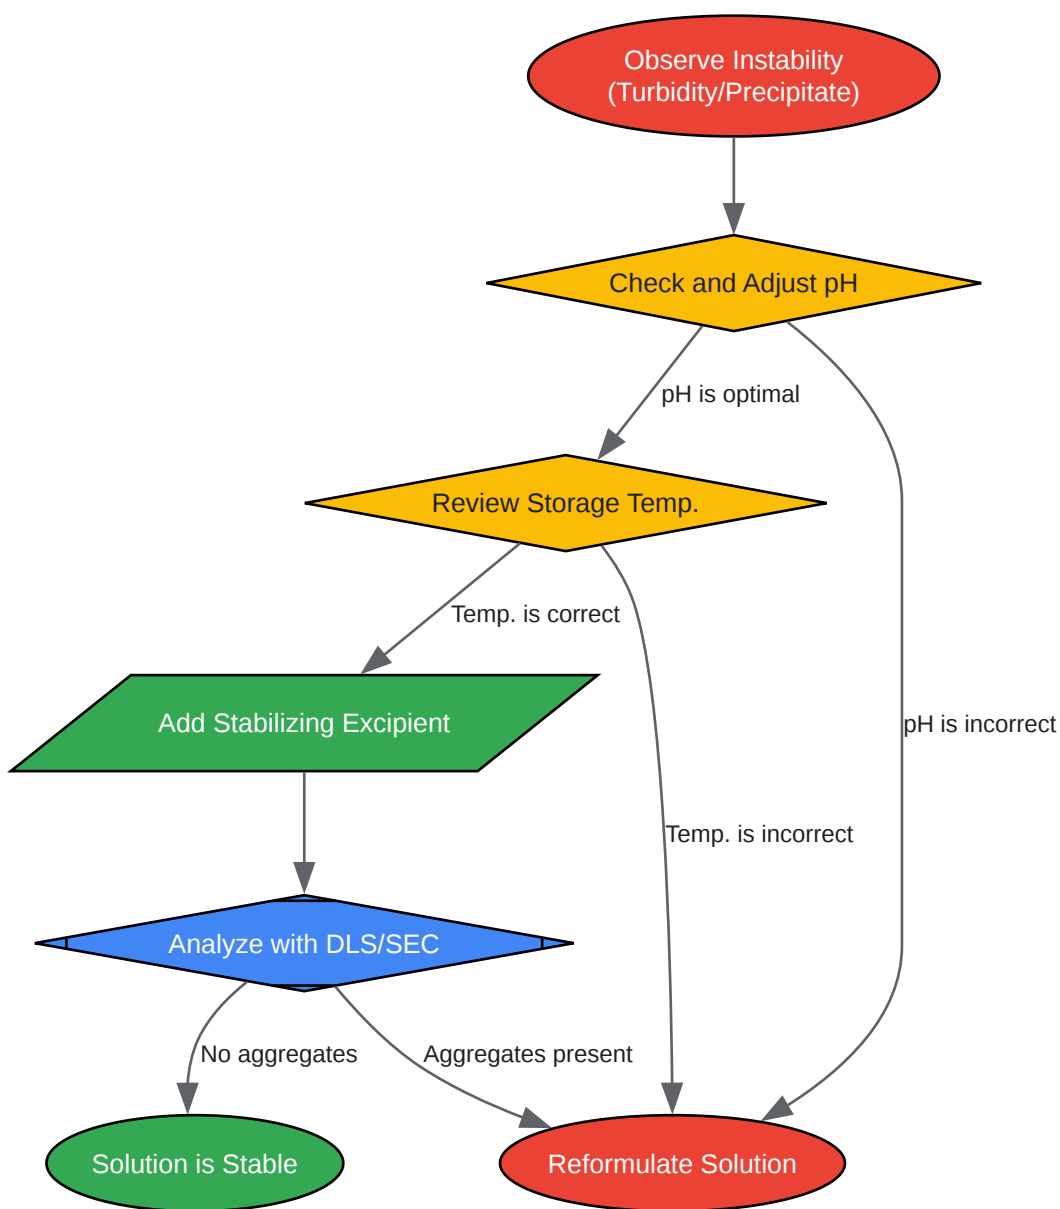 Observe Instability
(Turbidity/Precipitate)
Check and Adjust pH
pH is optimal
Review Storage Temp.
Temp. is correct
Add Stabilizing Excipient
pH is incorrect
Temp. is incorrect
Analyze with DLS/SEC
No aggregates
Aggregates present
Solution is Stable
Reformulate Solution